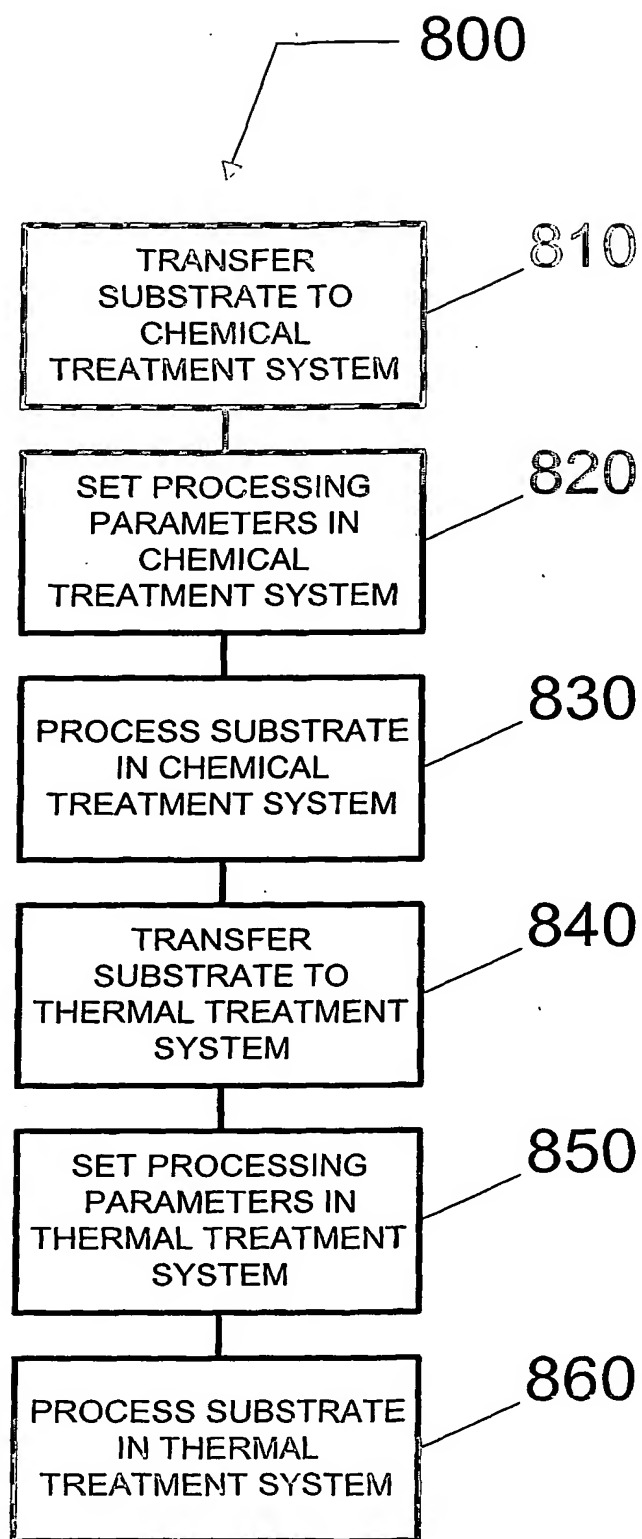 800
810
TRANSFER
SUBSTRATE TO
CHEMICAL
TREATMENT SYSTEM
820
SET PROCESSING
PARAMETERS IN
CHEMICAL
TREATMENT SYSTEM
830
PROCESS SUBSTRATE
IN CHEMICAL
TREATMENT SYSTEM
840
TRANSFER
SUBSTRATE TO
THERMAL TREATMENT
SYSTEM
850
SET PROCESSING
PARAMETERS IN
THERMAL TREATMENT
SYSTEM
860
PROCESS SUBSTRATE
IN THERMAL
TREATMENT SYSTEM